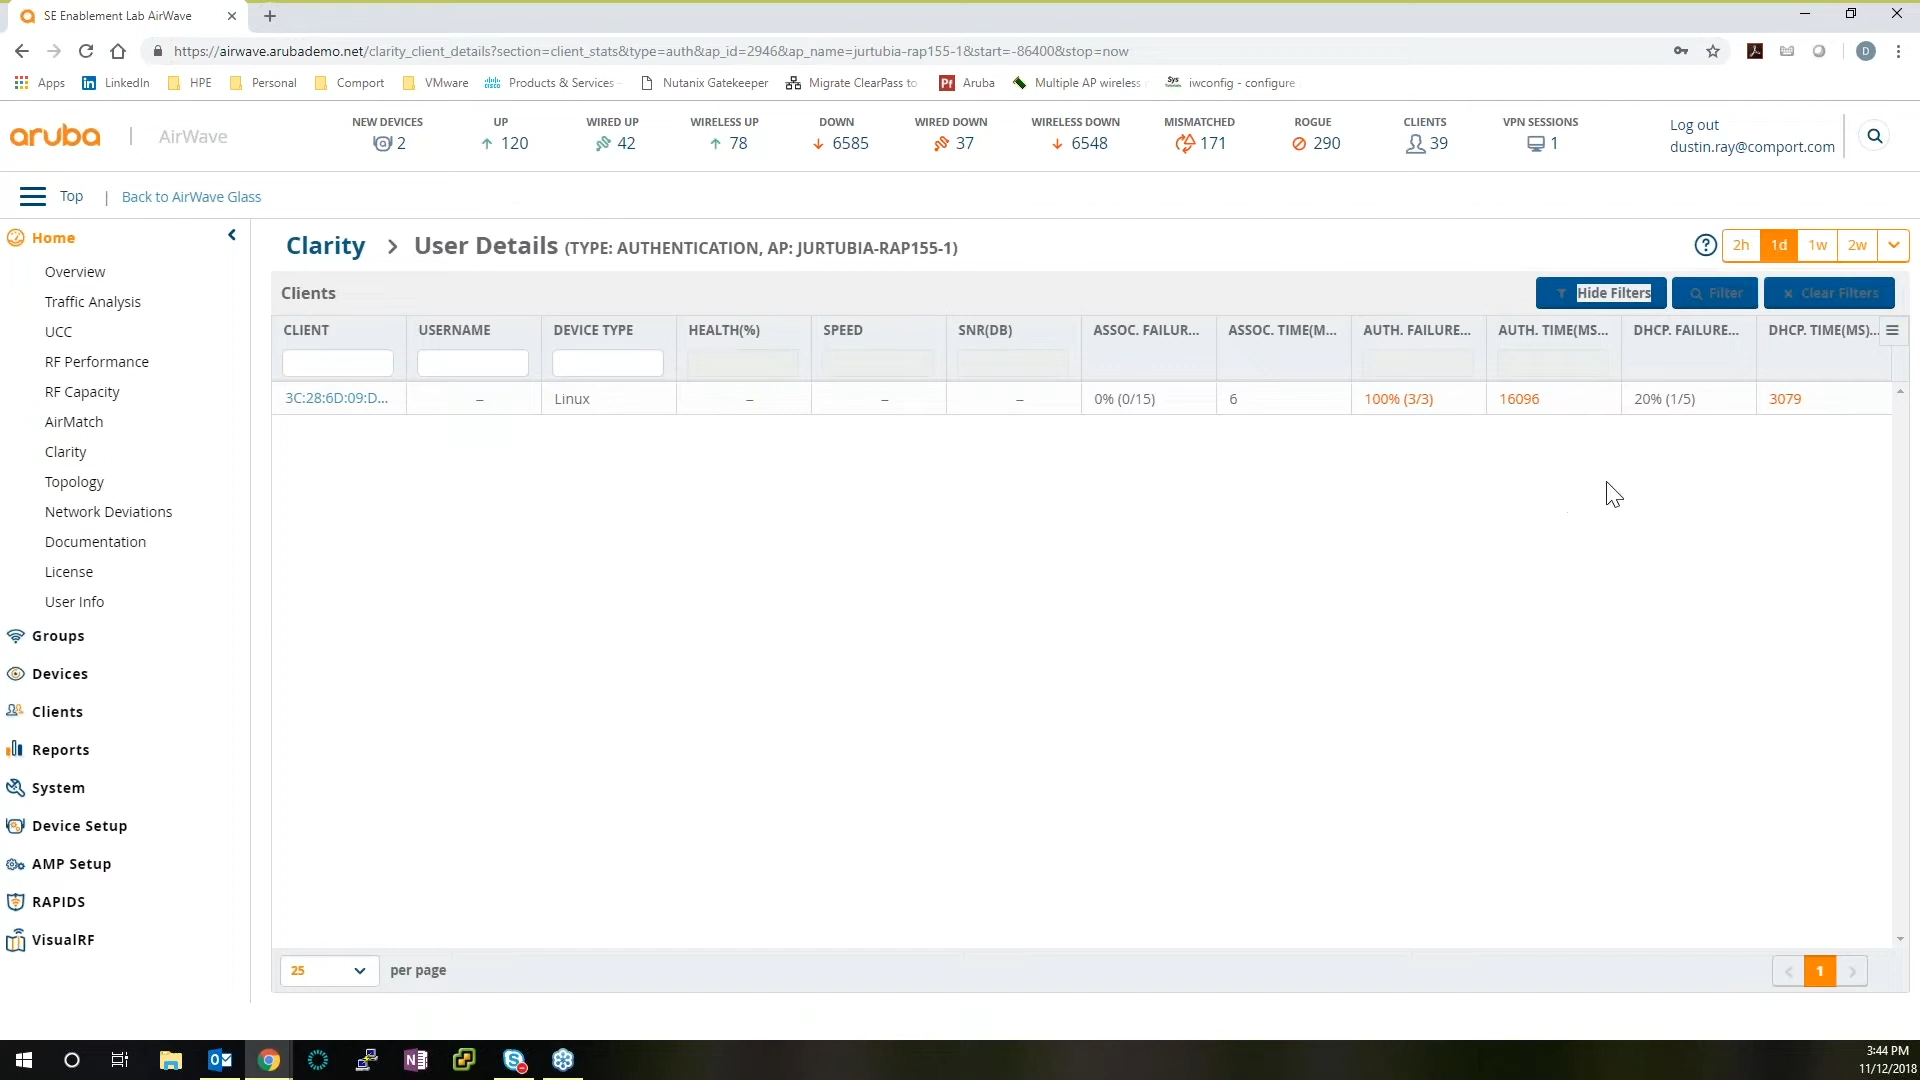 SE Enablement Lab AirWave
https://airwave.arubademo.net/clarity_client_details?section=client_stats&type=auth&ap_id=2946&ap_name=jurtubia-rap155-1&start=-86400&stop=now
D
Apps LinkedIn HPE Personal Comport VMware Products & Services Nutanix Gatekeeper Migrate ClearPass to Aruba Multiple AP wireless iwconfig - configure
aruba | AirWave
NEW DEVICES UP WIRED UP WIRELESS UP DOWN WIRED DOWN WIRELESS DOWN MISMATCHED ROGUE CLIENTS VPN SESSIONS
2 120 42 78 6585 37 6548 171 290 39 1
Log out
dustin.ray@comport.com
Top | Back to AirWave Glass
Home
Overview
Traffic Analysis
UCC
RF Performance
RF Capacity
AirMatch
Clarity
Topology
Network Deviations
Documentation
License
User Info
Groups
Devices
Clients
Reports
System
Device Setup
AMP Setup
RAPIDS
VisualRF
Clarity > User Details (TYPE: AUTHENTICATION, AP: JURTUBIA-RAP155-1)
? 2h 1d 1w 2w
Clients
Hide Filters Filter Clear Filters
CLIENT USERNAME DEVICE TYPE HEALTH(%) SPEED SNR(DB) ASSOC. FAILUR... ASSOC. TIME(M... AUTH. FAILURE... AUTH. TIME(MS... DHCP. FAILURE... DHCP. TIME(MS)...
3C:28:6D:09:D... – Linux – – – 0% (0/15) 6 100% (3/3) 16096 20% (1/5) 3079
25 per page
< 1 >
3:44 PM
11/12/2018